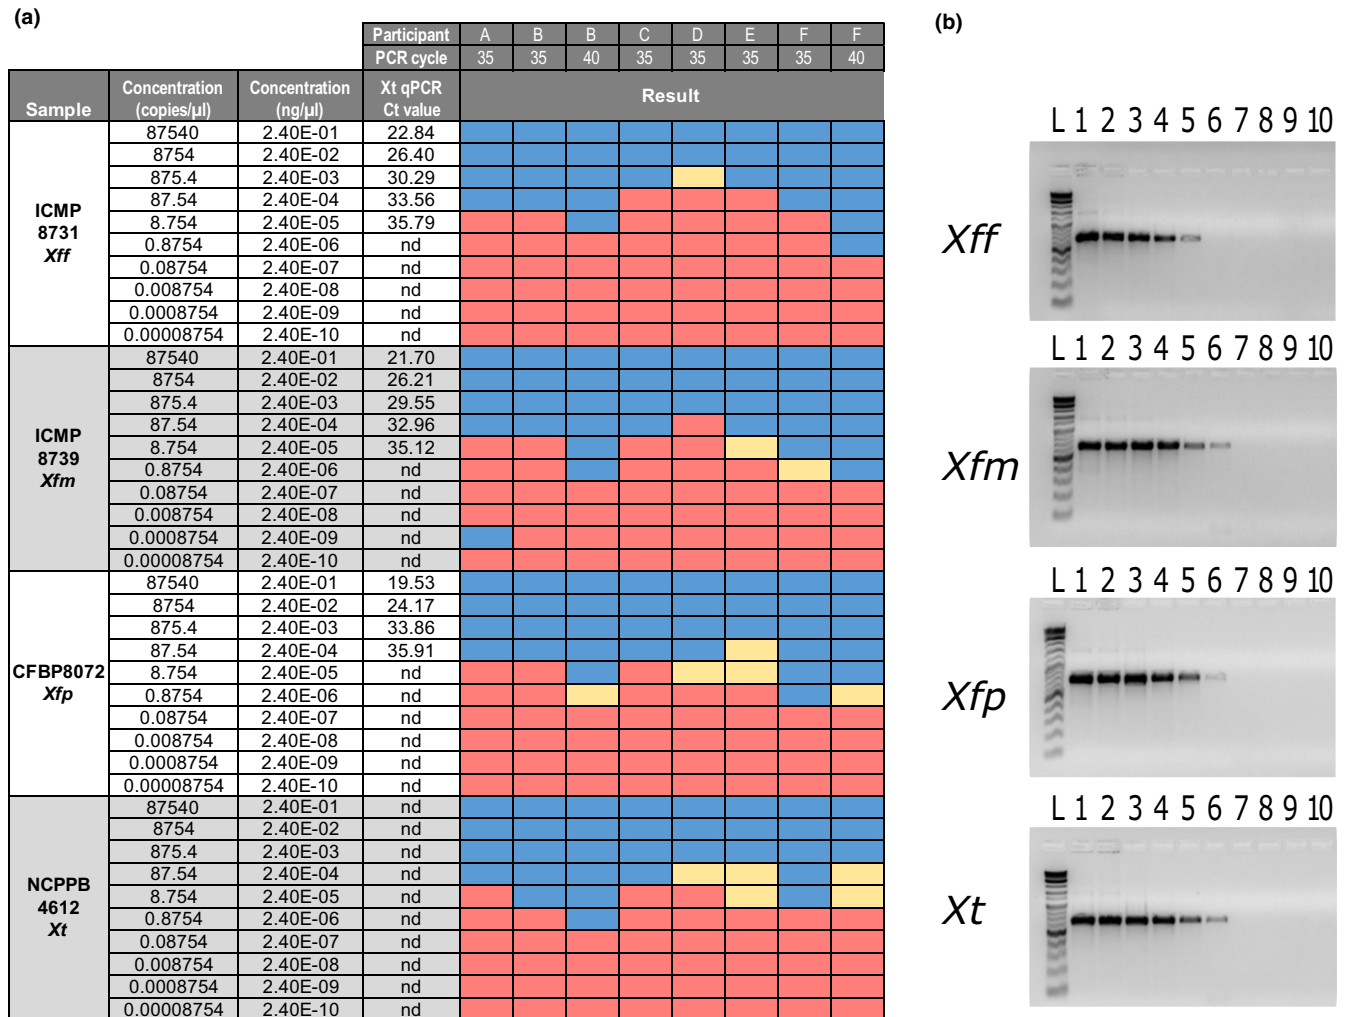 (a)
Participant A B B C D E F F
PCR cycle 35 35 40 35 35 35 35 40
Sample Concentration (copies/µl) Concentration (ng/µl) Xt qPCR Ct value Result
ICMP 8731 Xff
87540 2.40E-01 22.84
8754 2.40E-02 26.40
875.4 2.40E-03 30.29
87.54 2.40E-04 33.56
8.754 2.40E-05 35.79
0.8754 2.40E-06 nd
0.08754 2.40E-07 nd
0.008754 2.40E-08 nd
0.0008754 2.40E-09 nd
0.00008754 2.40E-10 nd
ICMP 8739 Xfm
87540 2.40E-01 21.70
8754 2.40E-02 26.21
875.4 2.40E-03 29.55
87.54 2.40E-04 32.96
8.754 2.40E-05 35.12
0.8754 2.40E-06 nd
0.08754 2.40E-07 nd
0.008754 2.40E-08 nd
0.0008754 2.40E-09 nd
0.00008754 2.40E-10 nd
CFBP8072 Xfp
87540 2.40E-01 19.53
8754 2.40E-02 24.17
875.4 2.40E-03 33.86
87.54 2.40E-04 35.91
8.754 2.40E-05 nd
0.8754 2.40E-06 nd
0.08754 2.40E-07 nd
0.008754 2.40E-08 nd
0.0008754 2.40E-09 nd
0.00008754 2.40E-10 nd
NCPPB 4612 Xt
87540 2.40E-01 nd
8754 2.40E-02 nd
875.4 2.40E-03 nd
87.54 2.40E-04 nd
8.754 2.40E-05 nd
0.8754 2.40E-06 nd
0.08754 2.40E-07 nd
0.008754 2.40E-08 nd
0.0008754 2.40E-09 nd
0.00008754 2.40E-10 nd
(b)
L 1 2 3 4 5 6 7 8 9 10
Xff
L 1 2 3 4 5 6 7 8 9 10
Xfm
L 1 2 3 4 5 6 7 8 9 10
Xfp
L 1 2 3 4 5 6 7 8 9 10
Xt